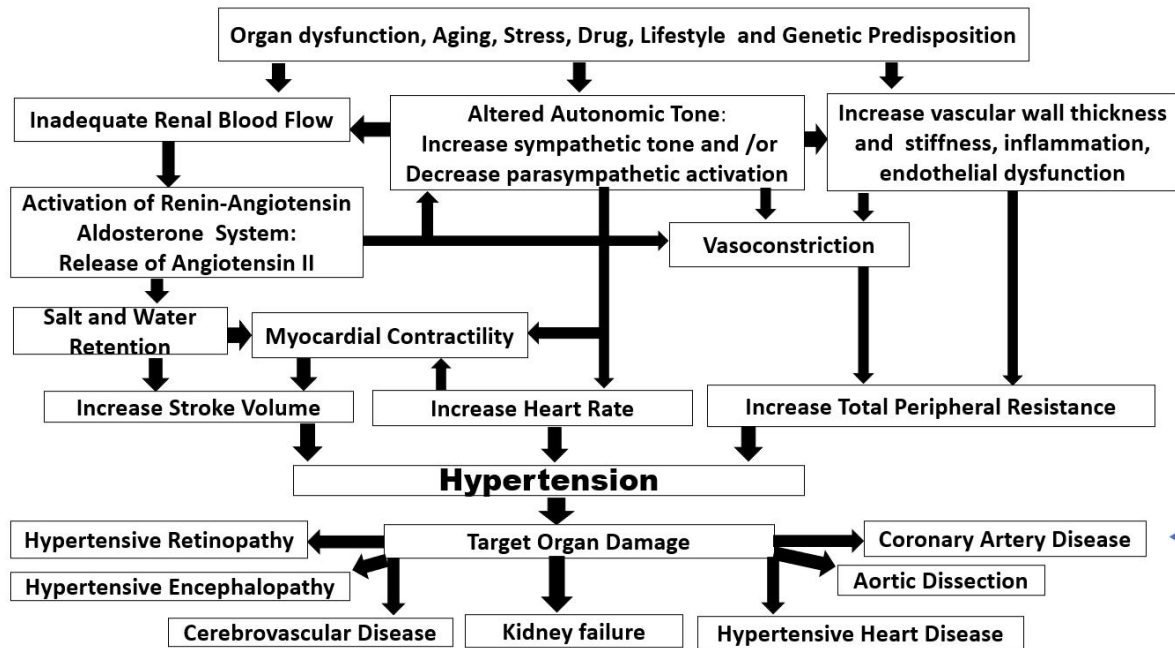 Organ dysfunction, Aging, Stress, Drug, Lifestyle and Genetic Predisposition
Inadequate Renal Blood Flow
Altered Autonomic Tone:
Increase sympathetic tone and /or
Decrease parasympathetic activation
Increase vascular wall thickness
and stiffness, inflammation,
endothelial dysfunction
Activation of Renin-Angiotensin
Aldosterone System:
Release of Angiotensin II
Vasoconstriction
Salt and Water
Retention
Myocardial Contractility
Increase Stroke Volume
Increase Heart Rate
Increase Total Peripheral Resistance
Hypertension
Hypertensive Retinopathy
Target Organ Damage
Coronary Artery Disease
Hypertensive Encephalopathy
Aortic Dissection
Cerebrovascular Disease
Kidney failure
Hypertensive Heart Disease